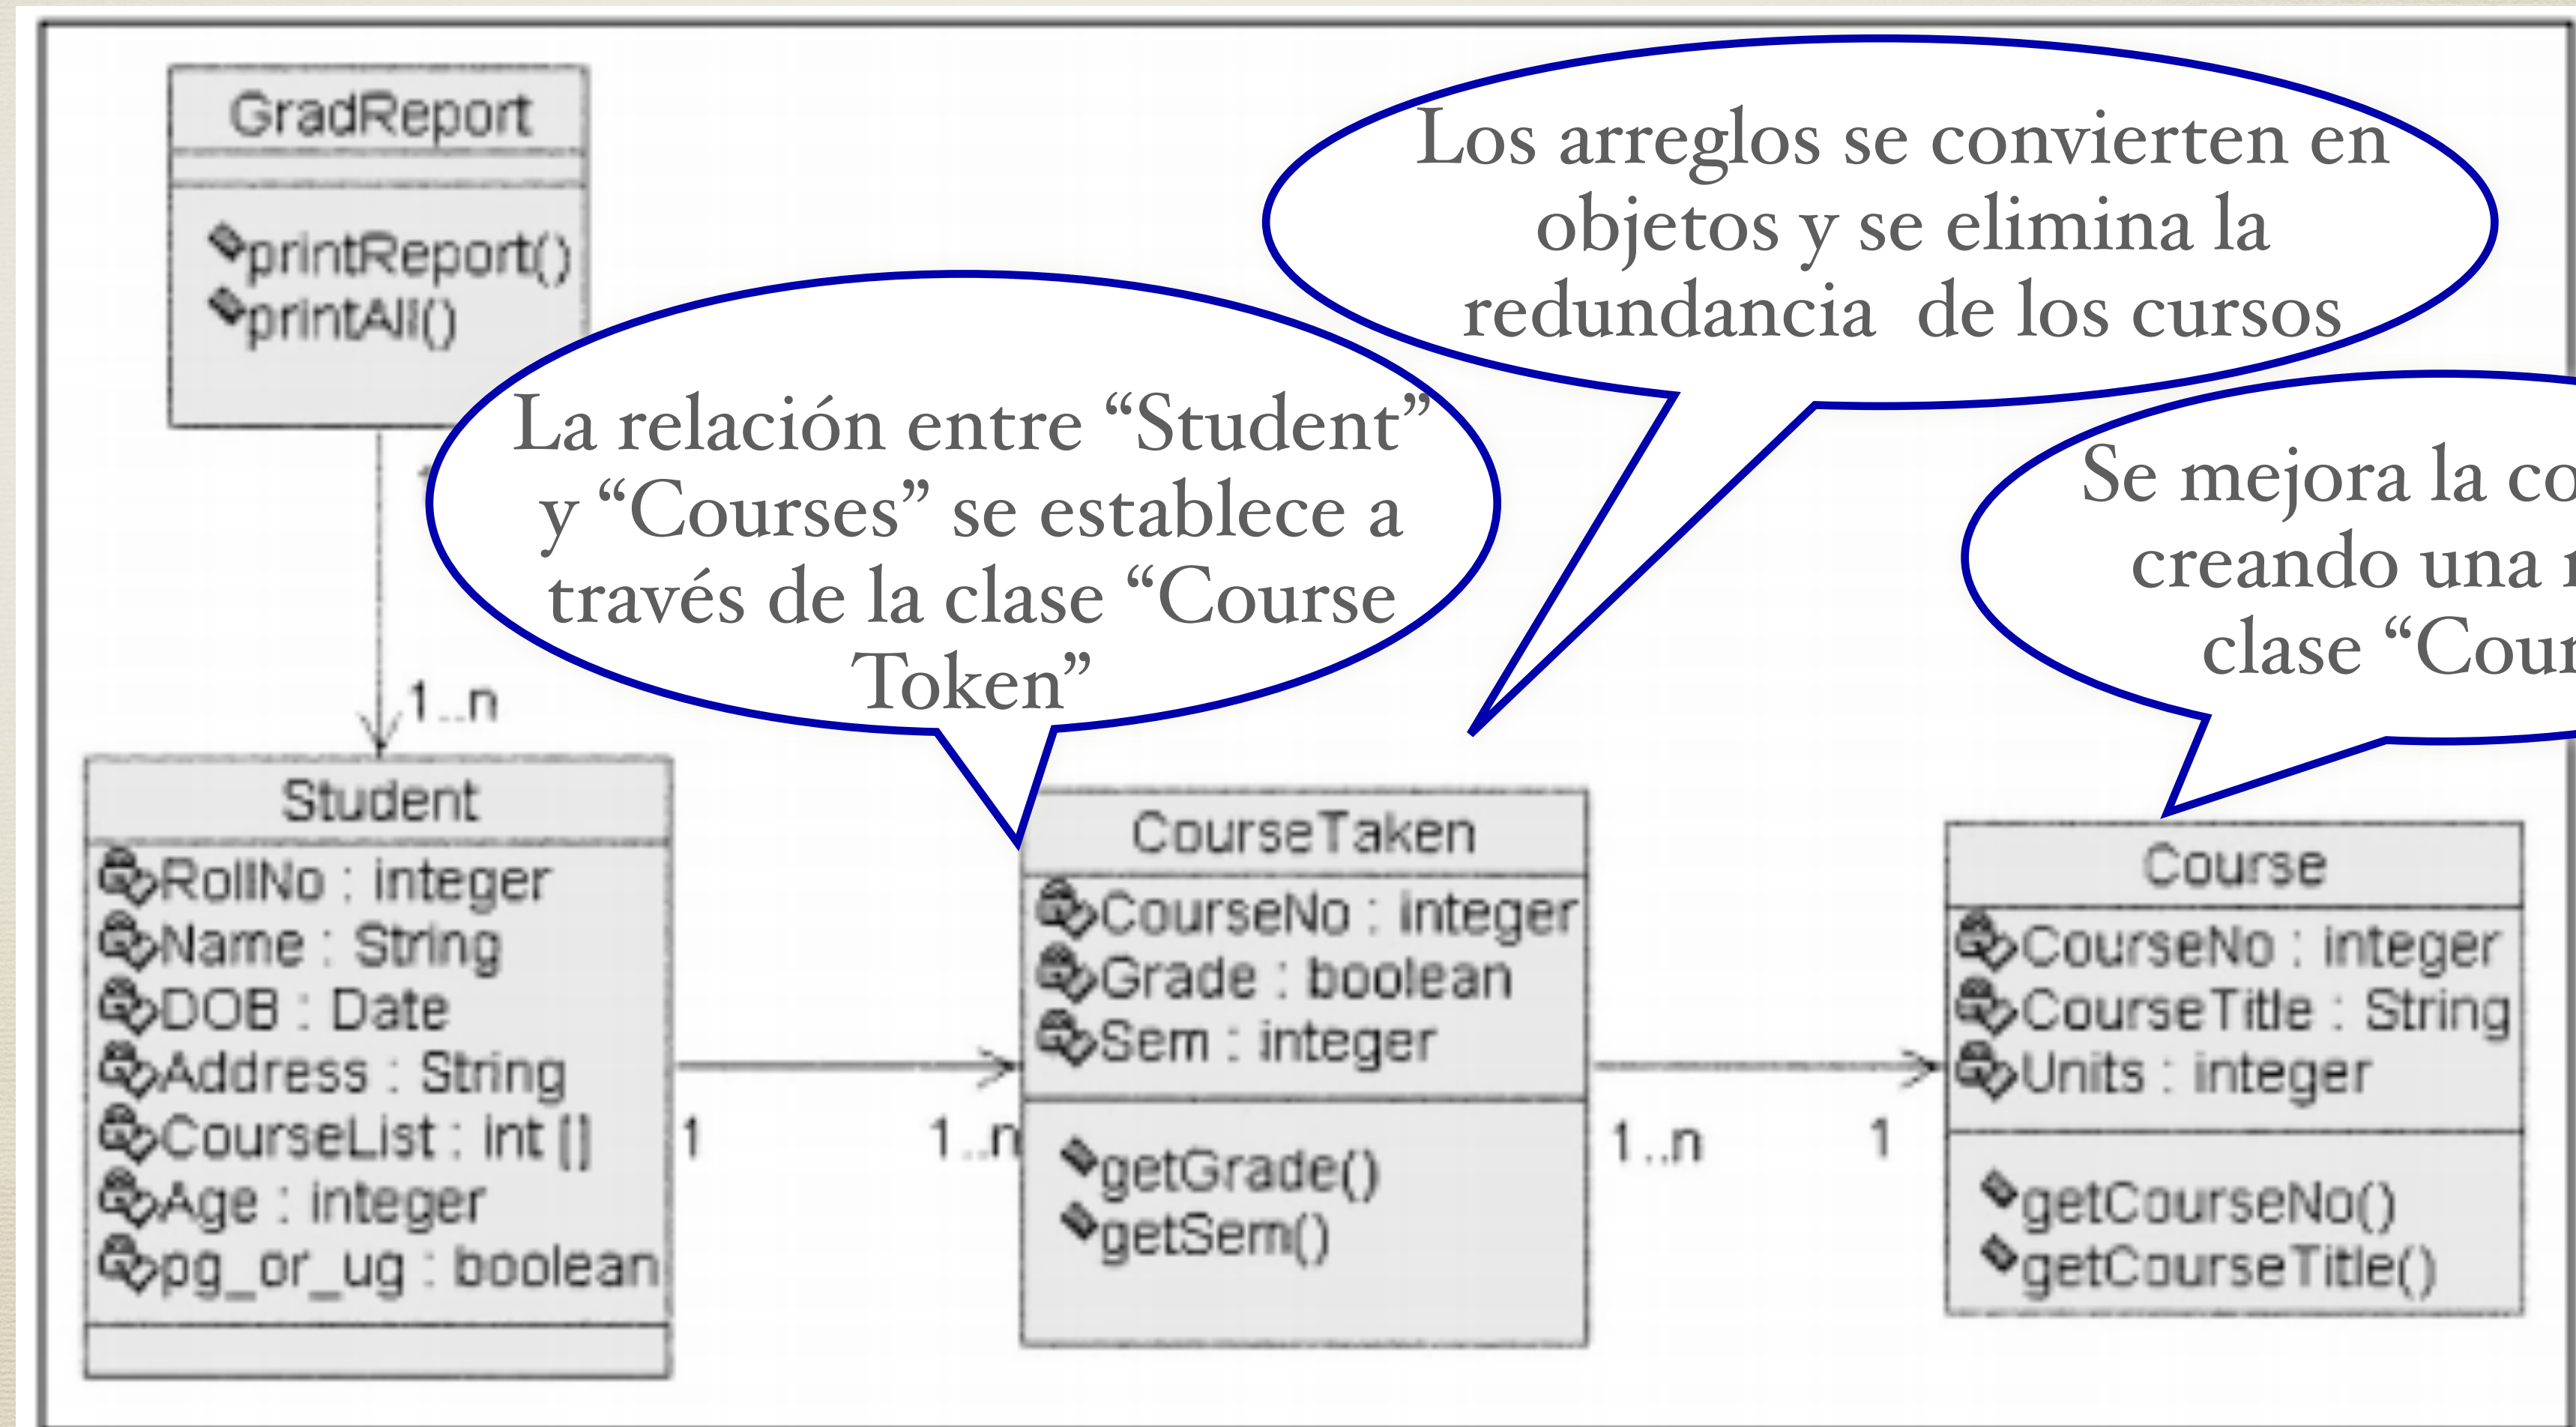 GradReport
printReport()
printAll()
Los arreglos se convierten en
objetos y se elimina la
redundancia de los cursos
La relación entre “Student”
y “Courses” se establece a
través de la clase “Course
Token”
Se mejora la
creando una
clase
1..n
Student
RollNo : integer
Name : String
DOB : Date
Address : String
CourseList : int []
Age : integer
pg_or_ug : boolean
1
1..n
CourseTaken
CourseNo : integer
Grade : boolean
Sem : integer
getGrade()
getSem()
1..n
1
Course
CourseNo : integer
CourseTitle : String
Units : integer
getCourseNo()
getCourseTitle()